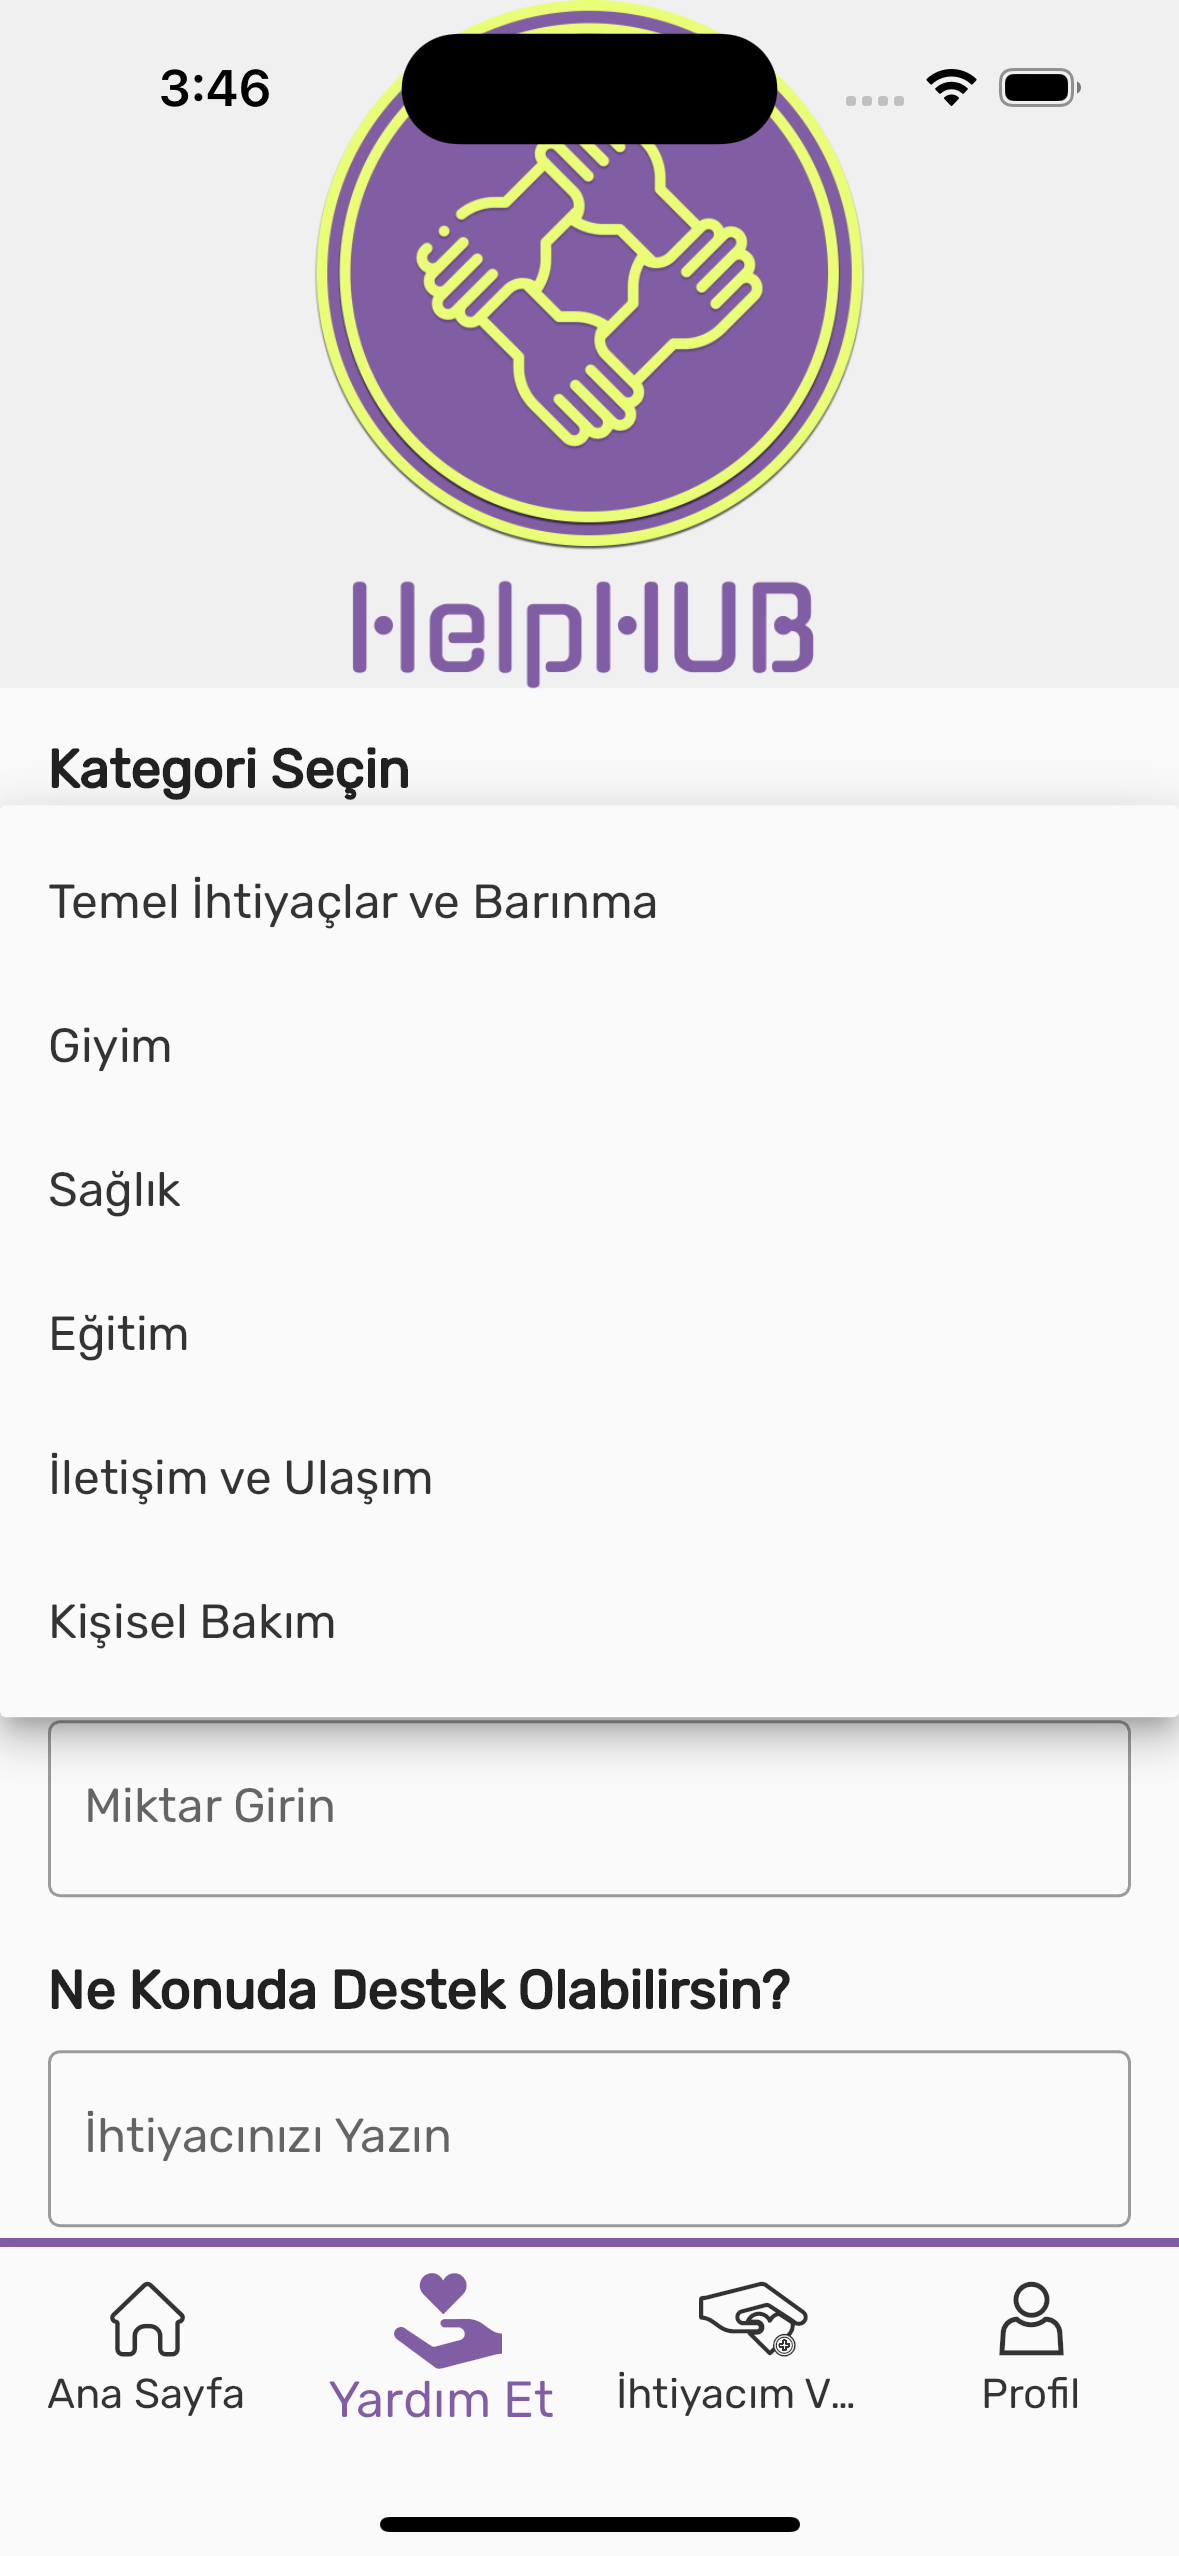 3:46
HelpHUB
Kategori Seçin
Temel İhtiyaçlar ve Barınma
Giyim
Sağlık
Eğitim
İletişim ve Ulaşım
Kişisel Bakım
Miktar Girin
Ne Konuda Destek Olabilirsin?
İhtiyacınızı Yazın
Ana Sayfa
Yardım Et
İhtiyacım V...
Profil